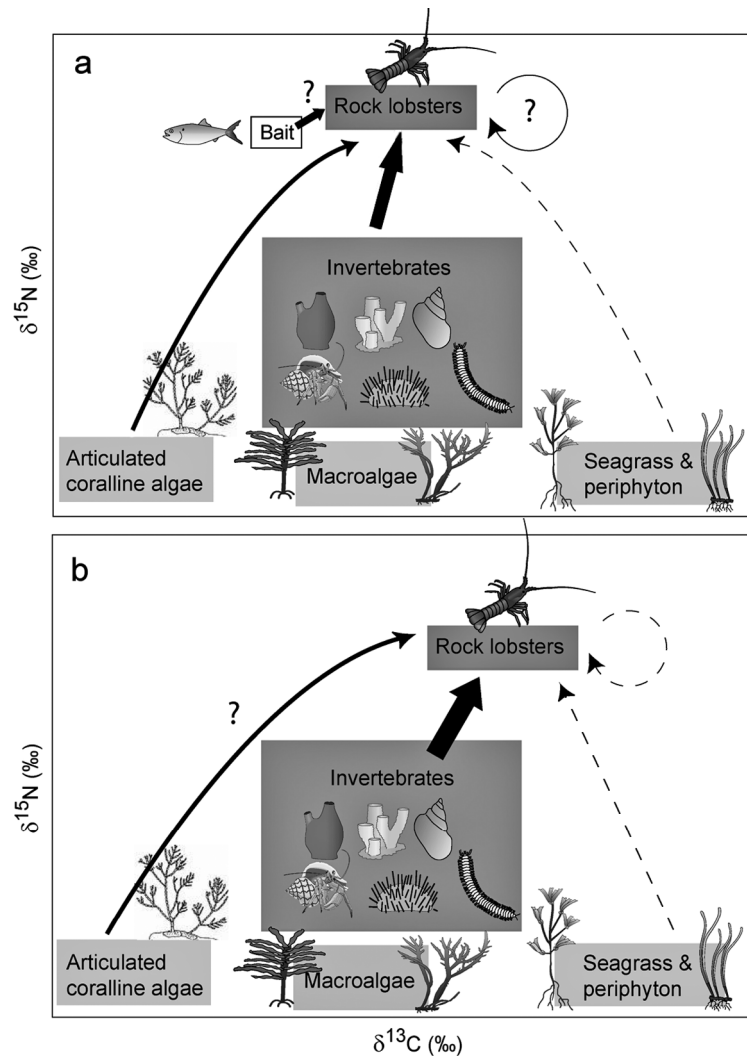 a
?
Rock lobsters
?
Bait
Invertebrates
δ15N (‰)
Articulated
coralline algae
Macroalgae
Seagrass &
periphyton
b
Rock lobsters
?
Invertebrates
δ15N (‰)
Articulated
coralline algae
Macroalgae
Seagrass &
periphyton
δ13C (‰)